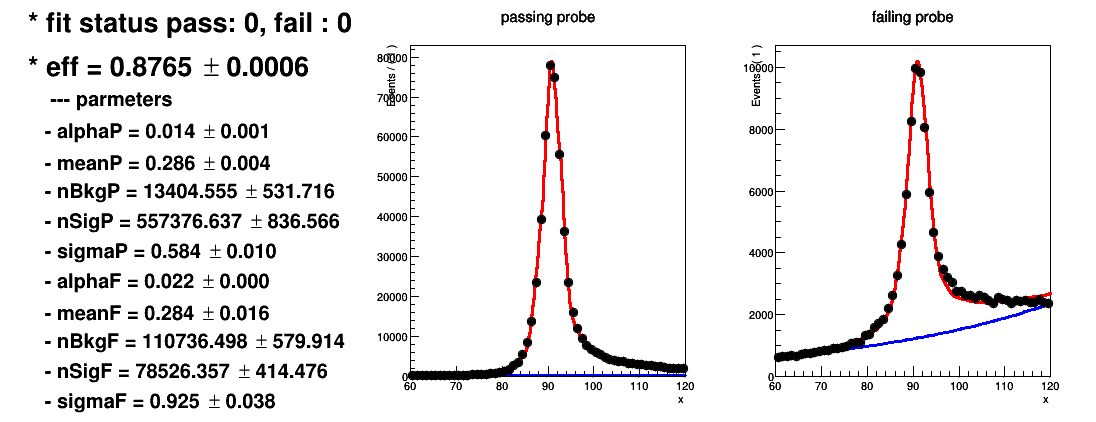 * fit status pass: 0, fail : 0
* eff = 0.8765 ± 0.0006
--- parmeters
- alphaP = 0.014 ± 0.001
- meanP = 0.286 ± 0.004
- nBkgP = 13404.555 ± 531.716
- nSigP = 557376.637 ± 836.566
- sigmaP = 0.584 ± 0.010
- alphaF = 0.022 ± 0.000
- meanF = 0.284 ± 0.016
- nBkgF = 110736.498 ± 579.914
- nSigF = 78526.357 ± 414.476
- sigmaF = 0.925 ± 0.038
passing probe
Events / ( 1 )
80000
70000
60000
50000
40000
30000
20000
10000
0
60 70 80 90 100 110 120
x
failing probe
Events / ( 1 )
10000
8000
6000
4000
2000
0
60 70 80 90 100 110 120
x